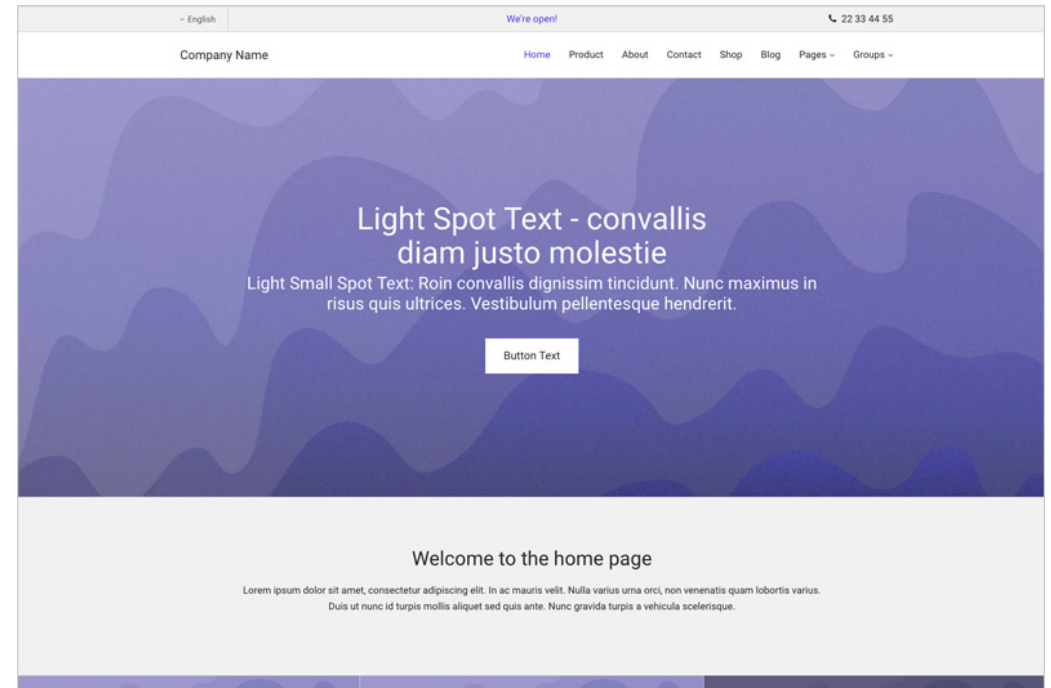 English
We're open!
22 33 44 55
Company Name
Home Product About Contact Shop Blog Pages Groups
Light Spot Text - convallis
diam justo molestie
Light Small Spot Text: Roin convallis dignissim tincidunt. Nunc maximus in
risus quis ultrices. Vestibulum pellentesque hendrerit.
Button Text
Welcome to the home page
Lorem ipsum dolor sit amet, consectetur adipiscing elit. In ac mauris velit. Nulla varius urna orci, non venenatis quam lobortis varius.
Duis ut nunc id turpis mollis aliquet sed quis ante. Nunc gravida turpis a vehicula scelerisque.